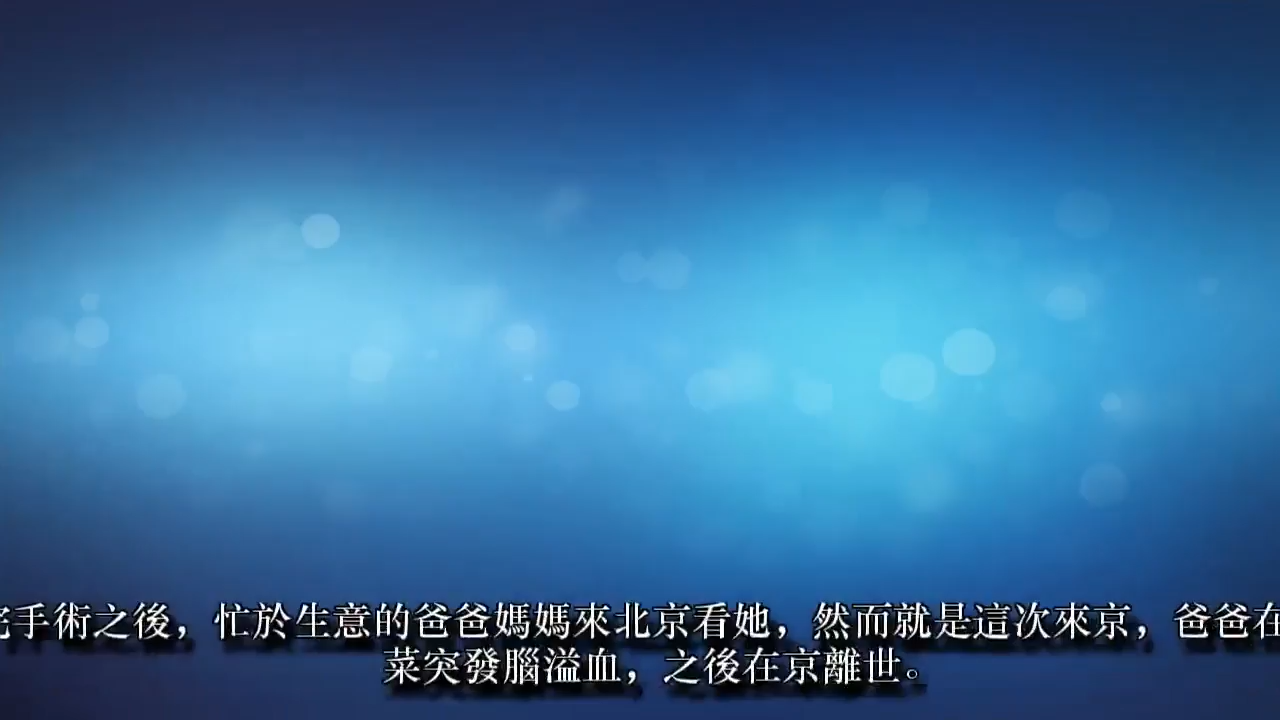 手術之後，忙於生意的爸爸媽媽來北京看她，然而就是這次來京，爸爸在
菜突發腦溢血，之後在京離世。